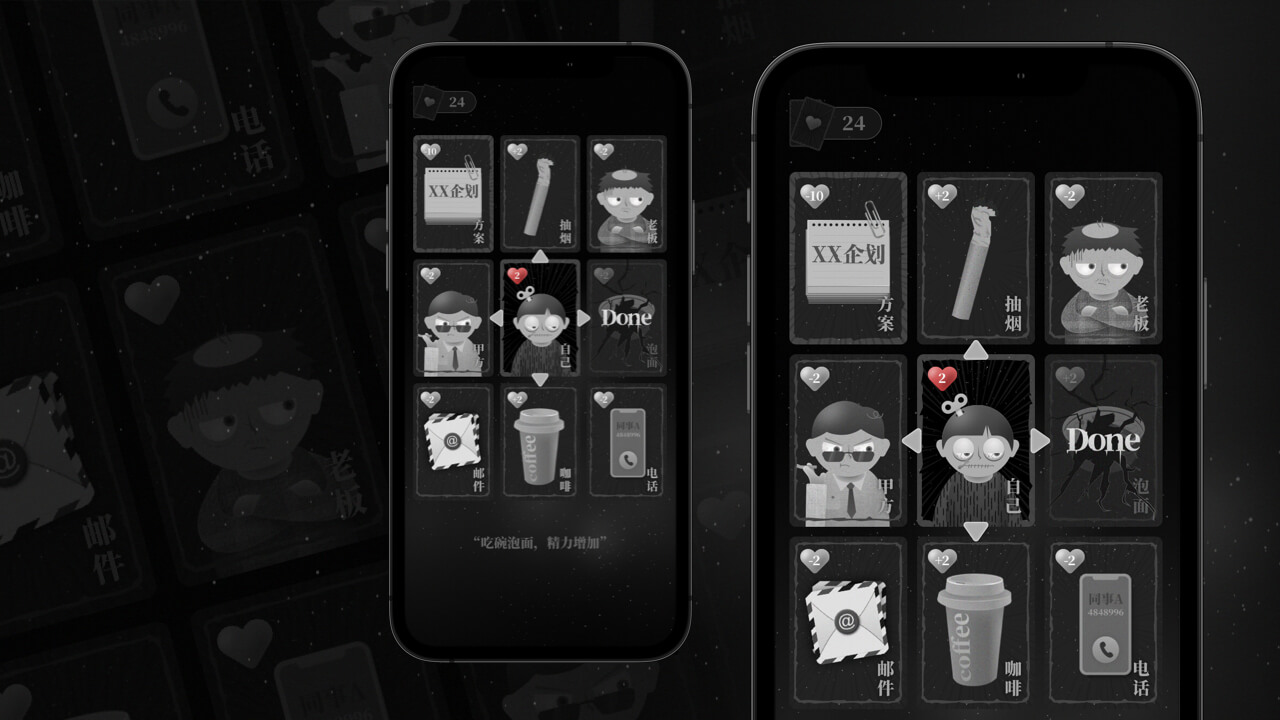 同事A
4848996
电话
咖啡
老板
邮件
24
-10
XX企划
方案
+2
抽烟
-2
老板
-2
甲方
2
自己
+2
Done
泡面
-2
@
邮件
+2
coffee
咖啡
-2
同事A
4848996
电话
“吃碗泡面，精力增加”
24
-10
XX企划
方案
+2
抽烟
-2
老板
-2
甲方
2
自己
+2
Done
泡面
-2
@
邮件
+2
coffee
咖啡
-2
同事A
4848996
电话